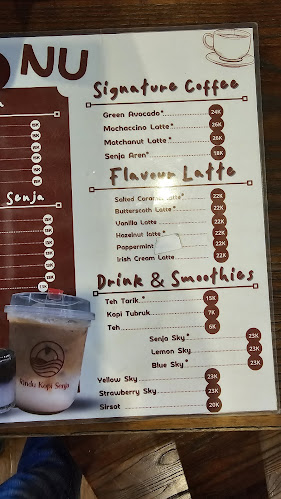 NU
Signature Coffee
Green Avocado* 24K
Mochaccino Latte* 26K
Matchanut Latte* 26K
Senja Aren* 18K
Flavour Latte
Salted Caramel Latte* 22K
Butterscoth Latte* 22K
Vanilla Latte 22K
Hazelnut latte* 22K
Peppermint 22K
Irish Cream Latte 22K
Drink & Smoothies
Teh Tarik * 15K
Kopi Tubruk 7K
Teh 6K
Senja Sky* 23K
Lemon Sky 23K
Blue Sky* 23K
Yellow Sky 23K
Strawberry Sky 23K
Sirsat 20K
Senja
Rindu Kopi Senja